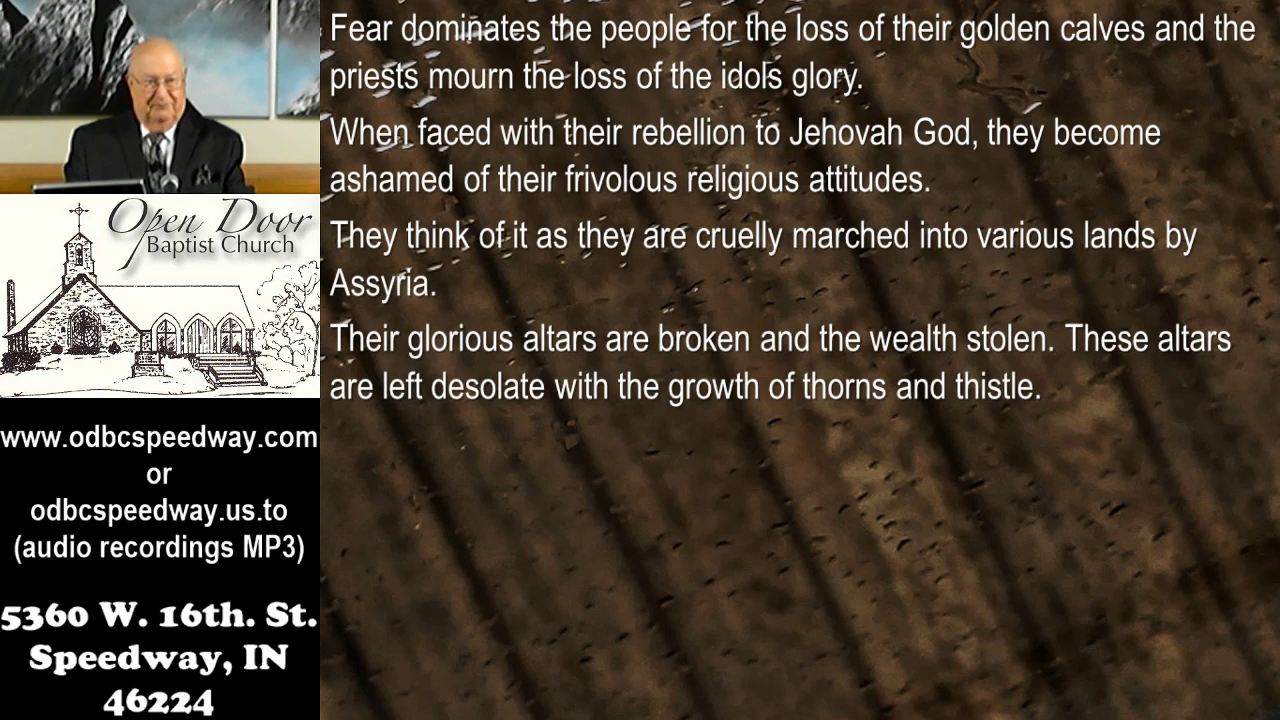 Fear dominates the people for the loss of their golden calves and the
priests mourn the loss of the idols glory.
When faced with their rebellion to Jehovah God, they become
ashamed of their frivolous religious attitudes.
They think of it as they are cruelly marched into various lands by
Assyria.
Their glorious altars are broken and the wealth stolen. These altars
are left desolate with the growth of thorns and thistle.
Open Door
Baptist Church
www.odbcspeedway.com
or
odbcspeedway.us.to
(audio recordings MP3)
5360 W. 16th. St.
Speedway, IN
46224